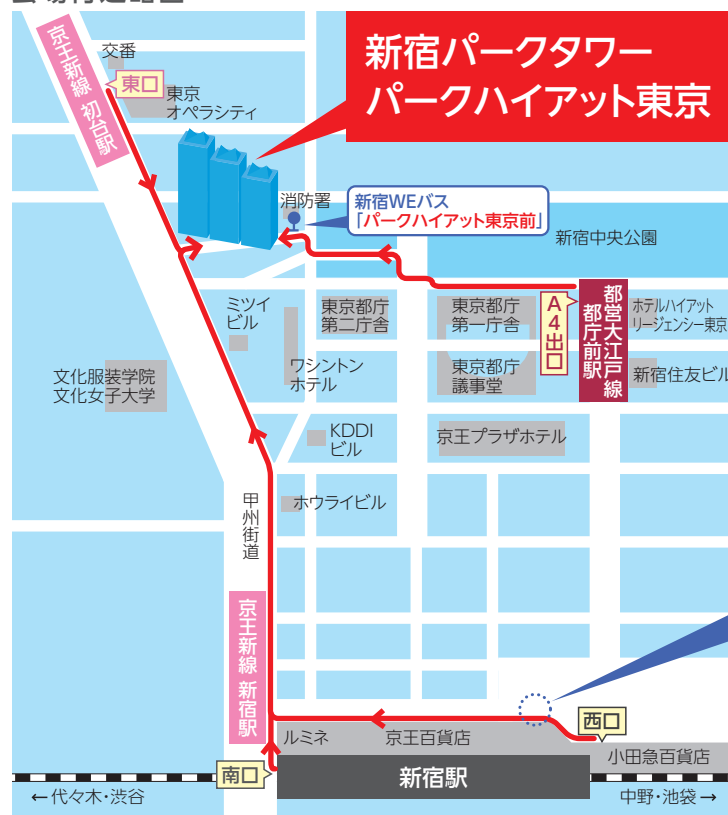 京王新線 初台駅
交番
東口
東京
オペラシティ
新宿パークタワー
パークハイアット東京
消防署
新宿WEバス
「パークハイアット東京前」
新宿中央公園
ミツイ
ビル
東京都庁
第二庁舎
東京都庁
第一庁舎
A4出口
都営大江戸線
都庁前駅
ホテルハイアット
リージェンシー東京
文化服装学院
文化女子大学
ワシントン
ホテル
東京都庁
議事堂
新宿住友ビル
KDDI
ビル
京王プラザホテル
甲州街道
ホウライビル
京王新線 新宿駅
西口
ルミネ
京王百貨店
小田急百貨店
南口
新宿駅
←代々木・渋谷
中野・池袋→